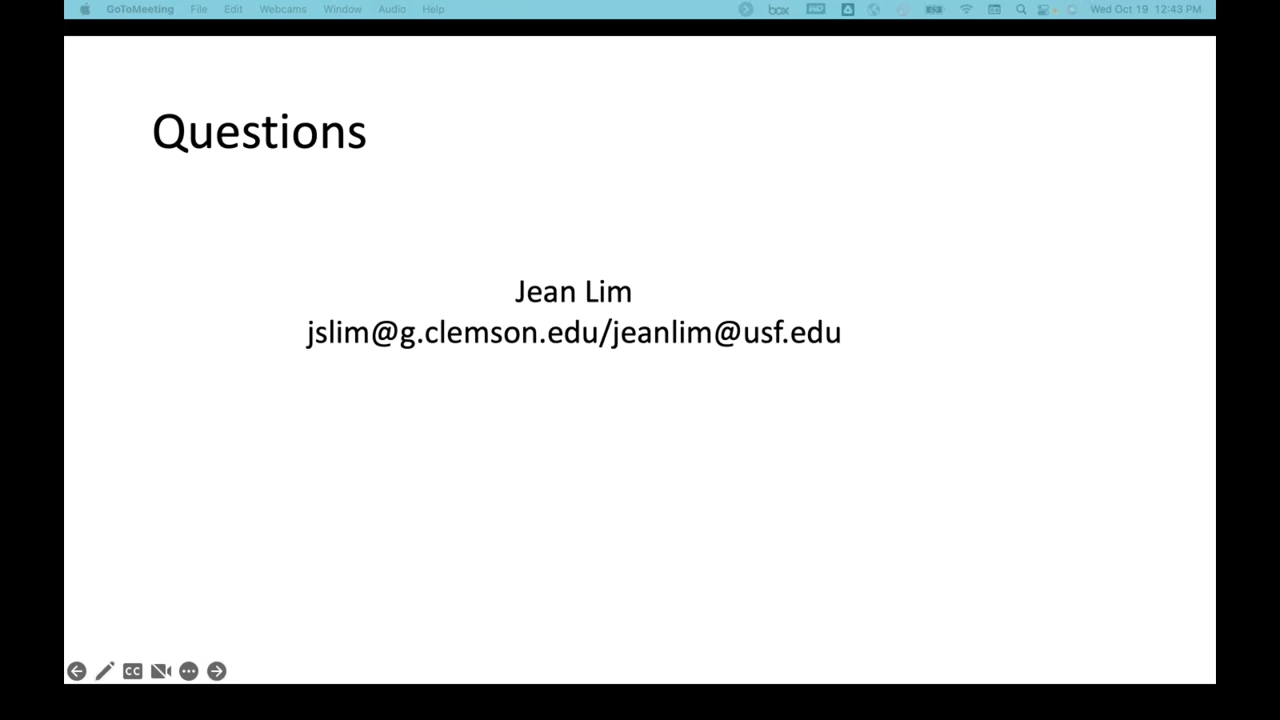 GoToMeeting File Edit Webcams Window Audio Help box Wed Oct 19 12:43 PM
Questions
Jean Lim
jslim@g.clemson.edu/jeanlim@usf.edu
CC